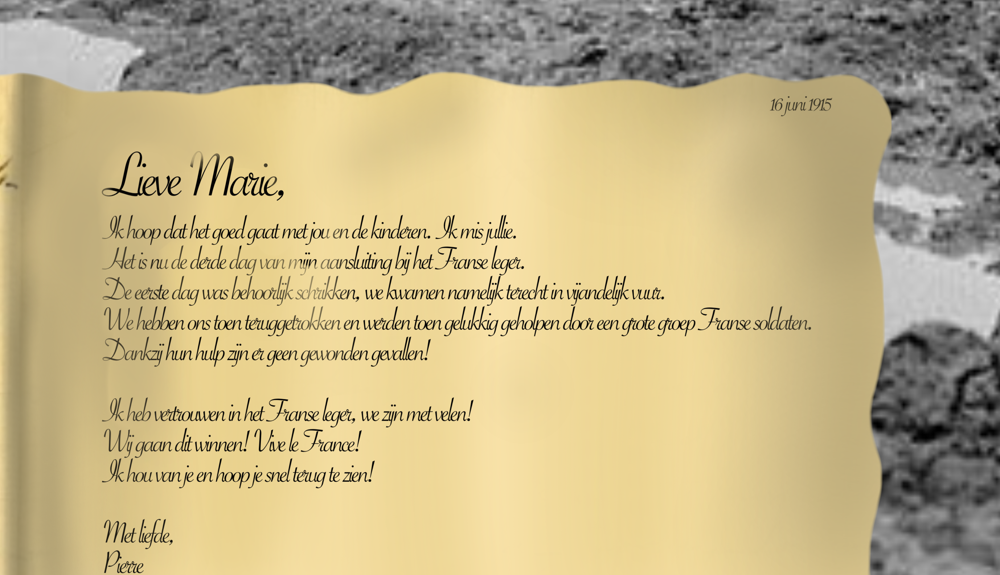 16 juni 1915
Lieve Marie,
Ik hoop dat het goed gaat met jou en de kinderen. Ik mis jullie.
Het is nu de derde dag van mijn aansluiting bij het Franse leger.
De eerste dag was behoorlijk schrikken, we kwamen namelijk terecht in vijandelijk vuur.
We hebben ons toen teruggetrokken en werden toen gelukkig geholpen door een grote groep Franse soldaten.
Dankzij hun hulp zijn er geen gewonden gevallen!
Ik heb vertrouwen in het Franse leger, we zijn met velen!
Wij gaan dit winnen! Vive le France!
Ik hou van je en hoop je snel terug te zien!
Met liefde,
Pierre